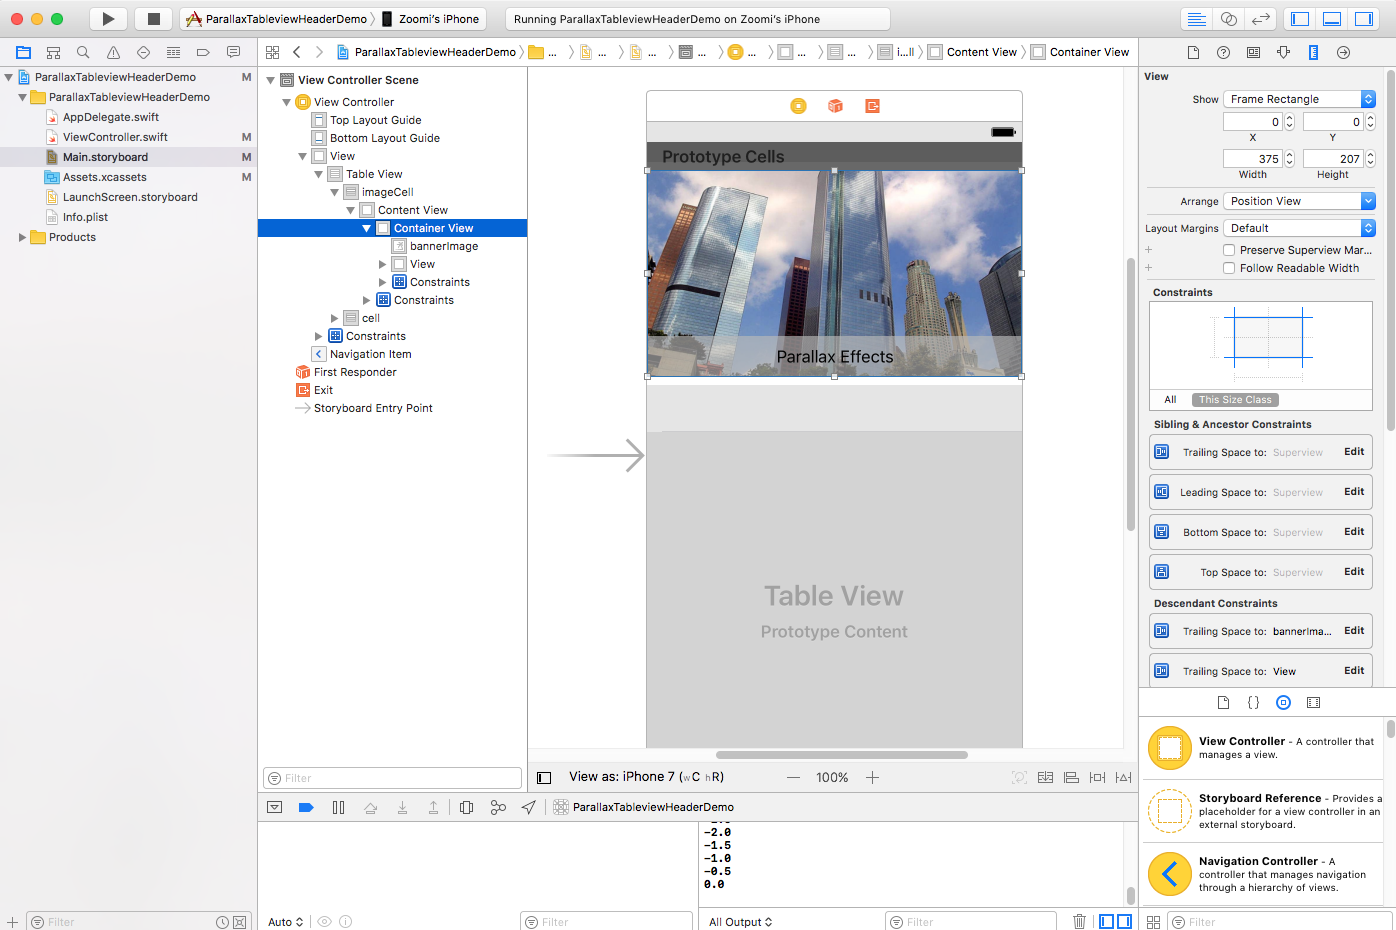 ParallaxTableviewHeaderDemo Zoomi's iPhone
Running ParallaxTableviewHeaderDemo on Zoomi's iPhone
ParallaxTableviewHeaderDemo ... ... ... ... ... ... ... i...ll Content View Container View
ParallaxTableviewHeaderDemo M
ParallaxTableviewHeaderDemo
AppDelegate.swift
ViewController.swift M
Main.storyboard M
Assets.xcassets M
LaunchScreen.storyboard
Info.plist
Products
Filter
View Controller Scene
View Controller
Top Layout Guide
Bottom Layout Guide
View
Table View
imageCell
Content View
Container View
bannerImage
View
Constraints
Constraints
cell
Constraints
Navigation Item
First Responder
Exit
Storyboard Entry Point
Filter
Prototype Cells
Parallax Effects
Table View
Prototype Content
View as: iPhone 7 (wC hR)
100%
ParallaxTableviewHeaderDemo
-2.0
-1.5
-1.0
-0.5
0.0
Auto
Filter
All Output
Filter
View
Show Frame Rectangle
0 0
X Y
375 207
Width Height
Arrange Position View
Layout Margins Default
Preserve Superview Mar...
Follow Readable Width
Constraints
All This Size Class
Sibling & Ancestor Constraints
Trailing Space to: Superview Edit
Leading Space to: Superview Edit
Bottom Space to: Superview Edit
Top Space to: Superview Edit
Descendant Constraints
Trailing Space to: bannerIma... Edit
Trailing Space to: View Edit
{}
View Controller - A controller that
manages a view.
Storyboard Reference - Provides a
placeholder for a view controller in an
external storyboard.
Navigation Controller - A
controller that manages navigation
through a hierarchy of views.
Filter